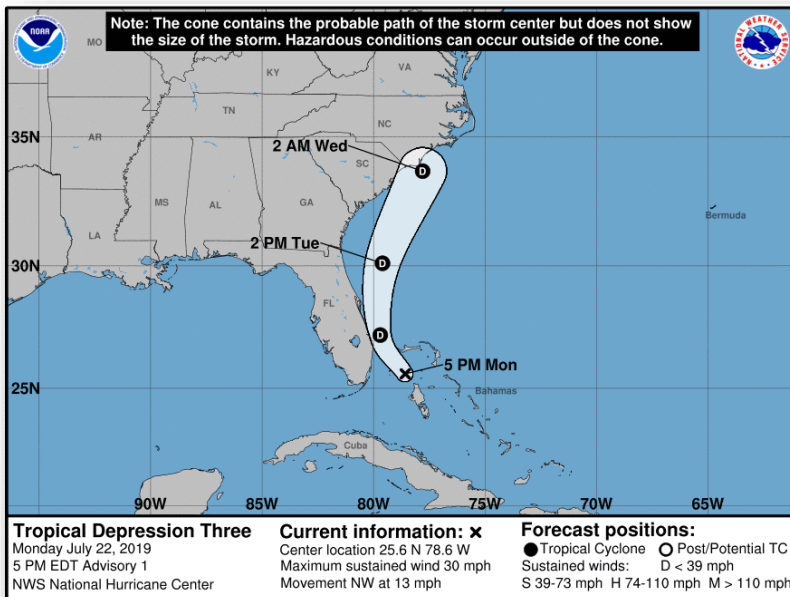 Note: The cone contains the probable path of the storm center but does not show
the size of the storm. Hazardous conditions can occur outside of the cone.
NOAA
NATIONAL WEATHER SERVICE
MO
KY
VA
TN
NC
35N
AR
2 AM Wed
SC
MS
AL
GA
Bermuda
LA
2 PM Tue
30N
FL
5 PM Mon
25N
Bahamas
Cuba
90W
85W
80W
75W
70W
65W
D
D
D
Tropical Depression Three
Monday July 22, 2019
5 PM EDT Advisory 1
NWS National Hurricane Center
Current information: ×
Center location 25.6 N 78.6 W
Maximum sustained wind 30 mph
Movement NW at 13 mph
Forecast positions:
● Tropical Cyclone ○ Post/Potential TC
Sustained winds: D < 39 mph
S 39-73 mph H 74-110 mph M > 110 mph